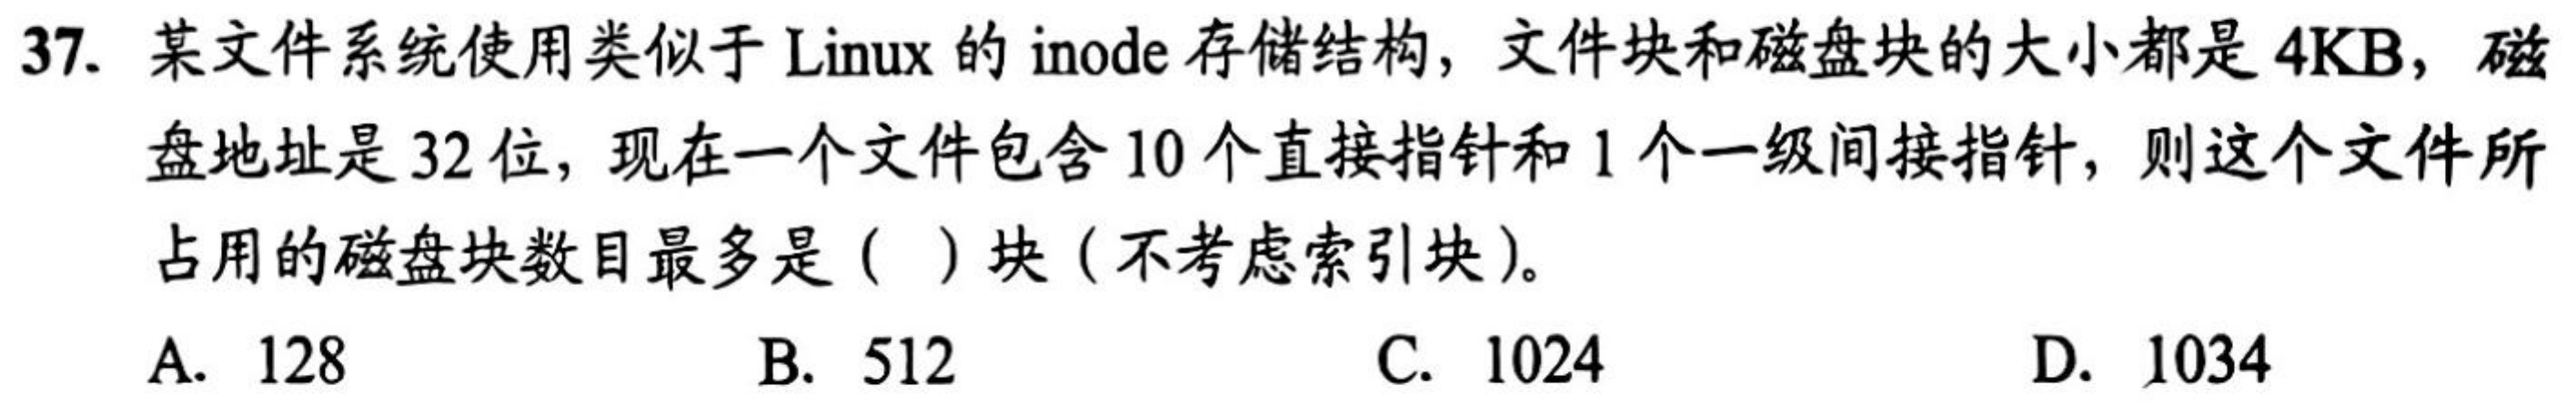 37. 某文件系统使用类似于 Linux 的 inode 存储结构，文件块和磁盘块的大小都是 4KB，磁
盘地址是 32 位，现在一个文件包含 10 个直接指针和 1 个一级间接指针，则这个文件所
占用的磁盘块数目最多是（ ）块（不考虑索引块）。
A. 128 B. 512 C. 1024 D. 1034